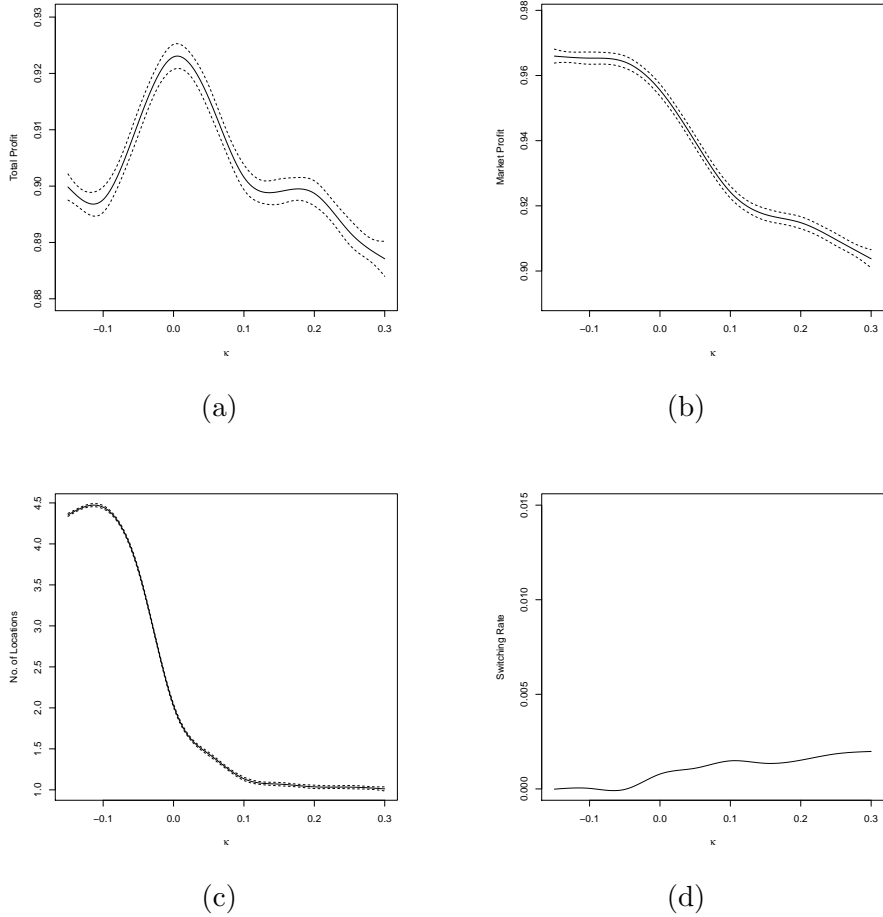 0.93
0.92
0.91
0.90
0.89
0.88
Total Profit
−0.1 0.0 0.1 0.2 0.3
κ
(a)
0.98
0.96
0.94
0.92
0.90
Market Profit
−0.1 0.0 0.1 0.2 0.3
κ
(b)
4.5
4.0
3.5
3.0
2.5
2.0
1.5
1.0
No. of Locations
−0.1 0.0 0.1 0.2 0.3
κ
(c)
0.015
0.010
0.005
0.000
Switching Rate
−0.1 0.0 0.1 0.2 0.3
κ
(d)